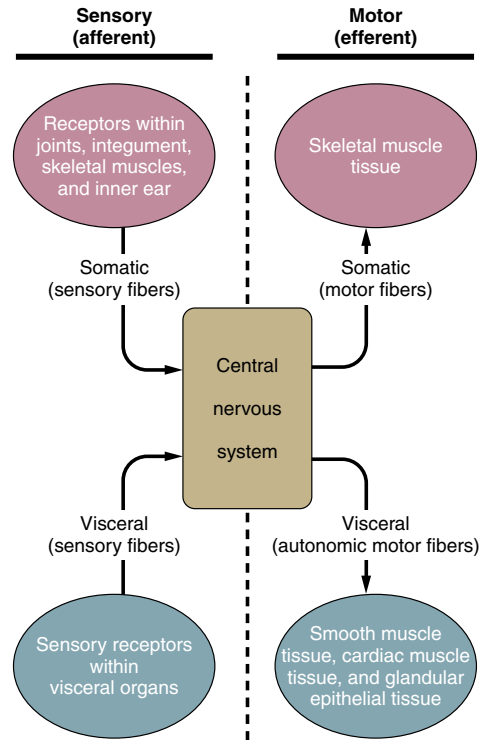 Sensory
(afferent)
Motor
(efferent)
Receptors within
joints, integument,
skeletal muscles,
and inner ear
Skeletal muscle
tissue
Somatic
(sensory fibers)
Somatic
(motor fibers)
Central
nervous
system
Visceral
(sensory fibers)
Visceral
(autonomic motor fibers)
Sensory receptors
within
visceral organs
Smooth muscle
tissue, cardiac muscle
tissue, and glandular
epithelial tissue